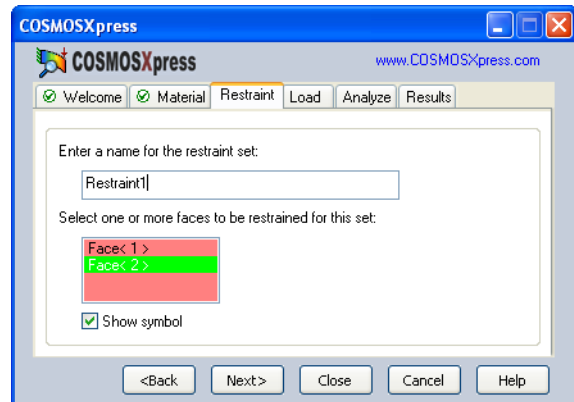 COSMOSXpress
COSMOSXpress www.COSMOSXpress.com
Welcome Material Restraint Load Analyze Results
Enter a name for the restraint set:
Restraint1
Select one or more faces to be restrained for this set:
Face< 1 >
Face< 2 >
Show symbol
<Back Next> Close Cancel Help